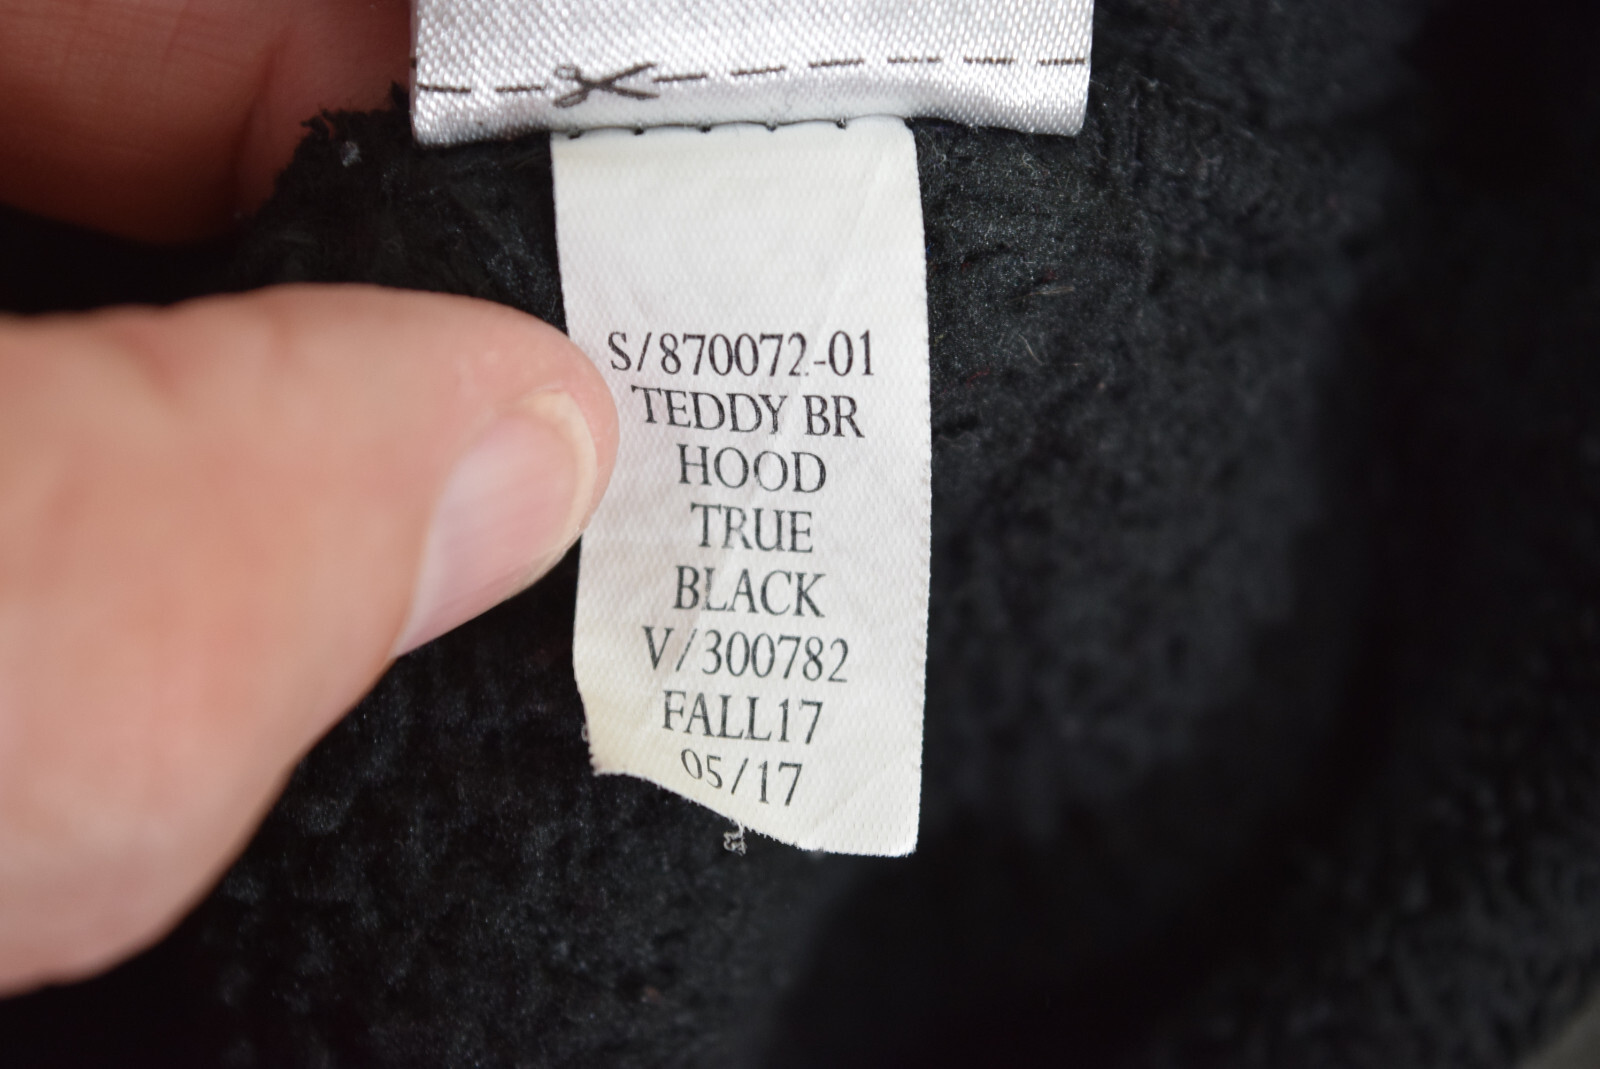 S/870072-01
TEDDY BR
HOOD
TRUE
BLACK
V/300782
FALL17
05/17